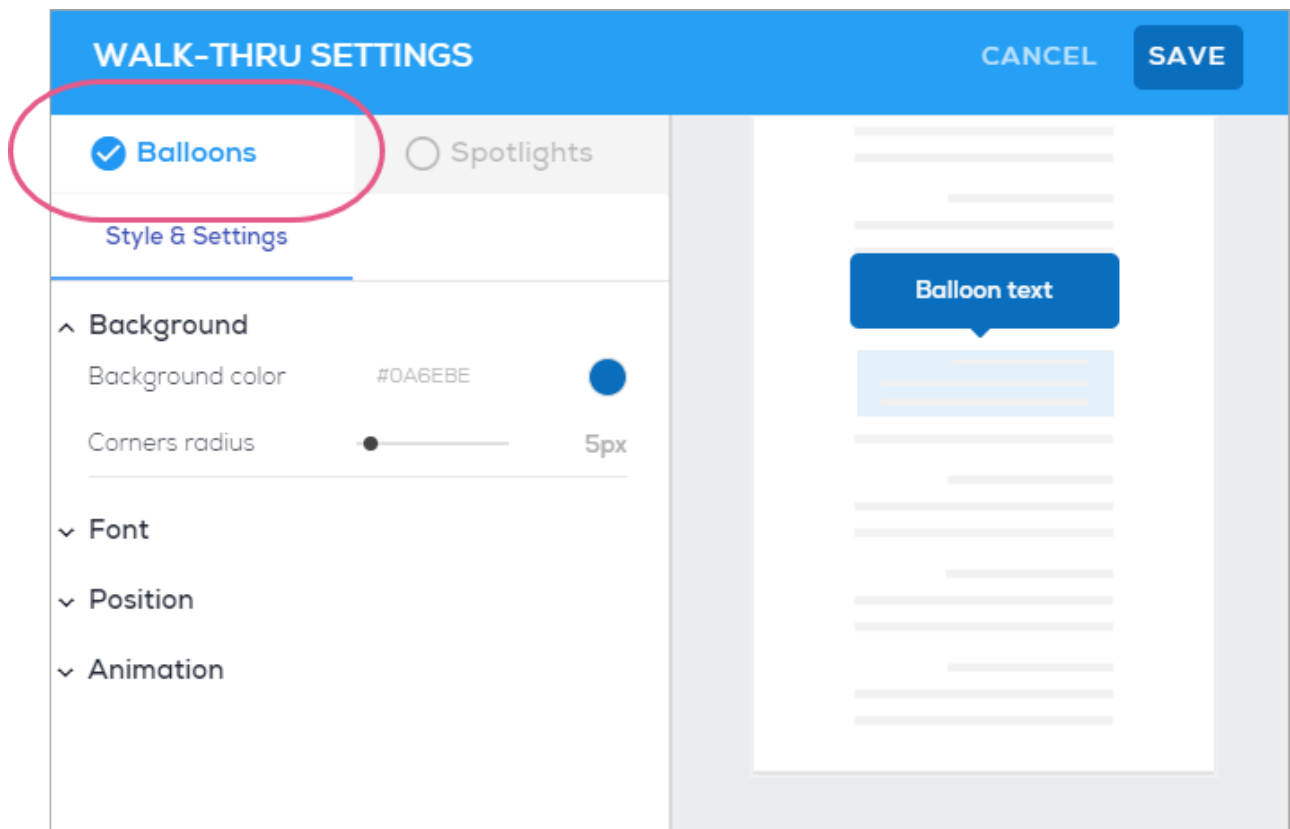 WALK-THRU SETTINGS
CANCEL
SAVE
Balloons
Spotlights
Style & Settings
Background
Background color #0A6EBE
Corners radius 5px
Font
Position
Animation
Balloon text